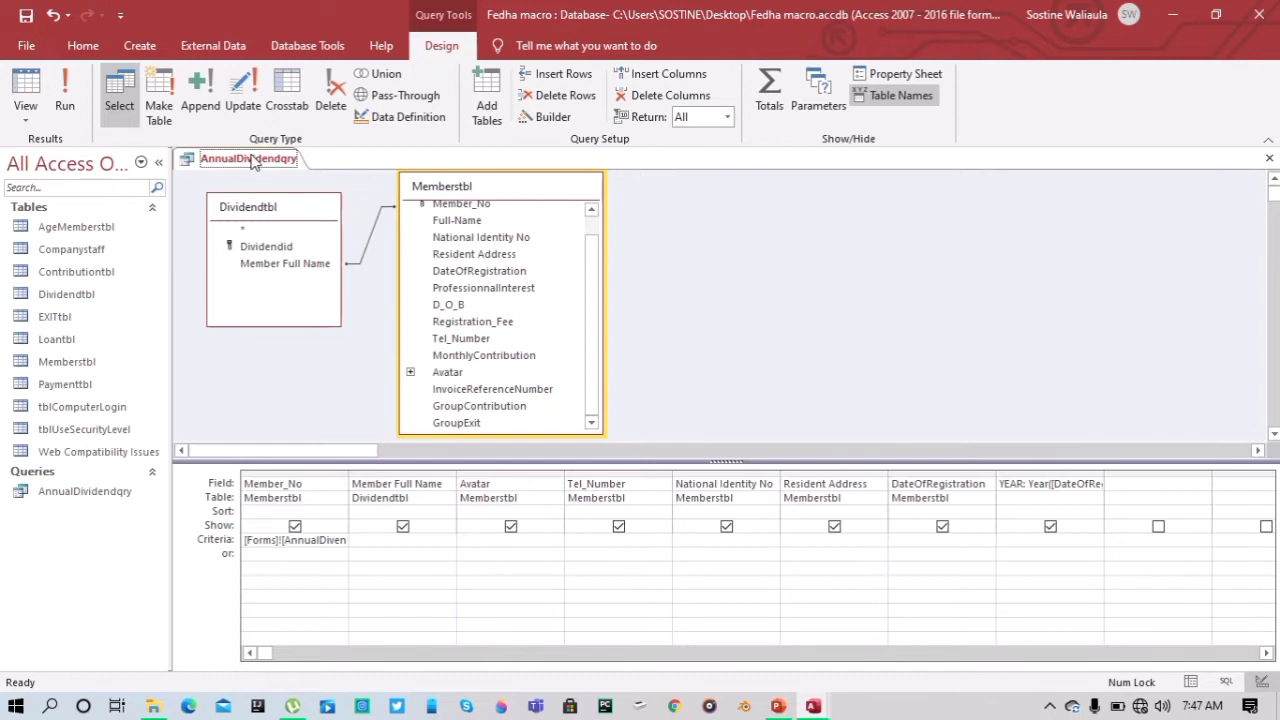 Query Tools
Fedha macro : Database- C:\Users\SOSTINE\Desktop\Fedha macro.accdb (Access 2007 - 2016 file form...
Sostine Waliaula
SW
File
Home
Create
External Data
Database Tools
Help
Design
Tell me what you want to do
View
Run
Select
Make Table
Append
Update
Crosstab
Delete
Union
Pass-Through
Data Definition
Add Tables
Insert Rows
Delete Rows
Builder
Insert Columns
Delete Columns
Return: All
Totals
Parameters
Property Sheet
XYZ
Table Names
Results
Query Type
Query Setup
Show/Hide
All Access O...
Search...
Tables
AgeMemberstbl
Companystaff
Contributiontbl
Dividendtbl
EXITtbl
Loantbl
Memberstbl
Paymenttbl
tblComputerLogin
tblUseSecurityLevel
Web Compatibility Issues
Queries
AnnualDividendqry
AnnualDividendqry
Dividendtbl
*
Dividendid
Member Full Name
Memberstbl
Member_No
Full-Name
National Identity No
Resident Address
DateOfRegistration
ProfessionnalInterest
D_O_B
Registration_Fee
Tel_Number
MonthlyContribution
Avatar
InvoiceReferenceNumber
GroupContribution
GroupExit
Field: Member_No Member Full Name Avatar Tel_Number National Identity No Resident Address DateOfRegistration YEAR: Year([DateOfRe
Table: Memberstbl Dividendtbl Memberstbl Memberstbl Memberstbl Memberstbl Memberstbl
Sort:
Show:
Criteria: [Forms]![AnnualDiven
or:
Ready
Num Lock
SQL
7:47 AM